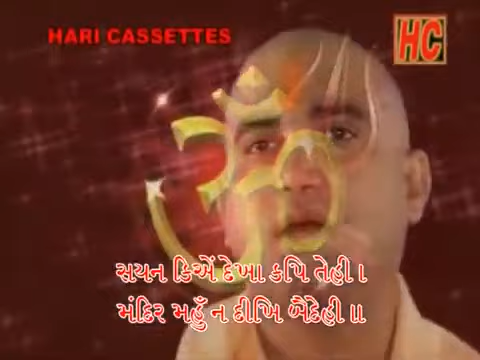 HARI CASSETTES
HC
સયન કિએં દેખા કપિ તેહી ।
મંદિર મહુઁ ન દીખિ બૈદેહી ॥